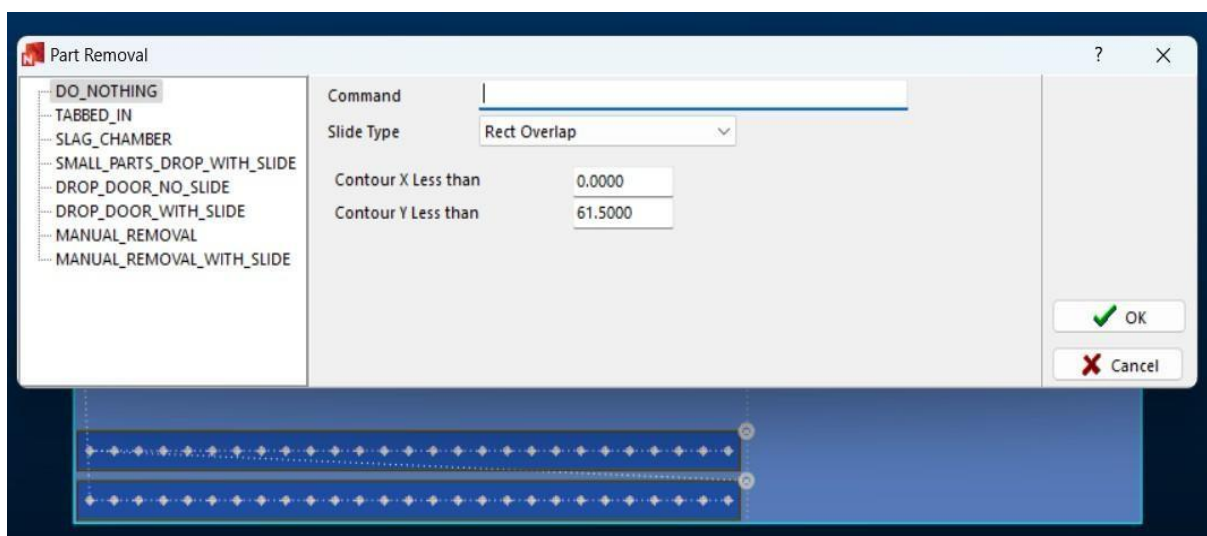 Part Removal
?
DO_NOTHING
TABBED_IN
SLAG_CHAMBER
SMALL_PARTS_DROP_WITH_SLIDE
DROP_DOOR_NO_SLIDE
DROP_DOOR_WITH_SLIDE
MANUAL_REMOVAL
MANUAL_REMOVAL_WITH_SLIDE
Command
Slide Type Rect Overlap
Contour X Less than 0.0000
Contour Y Less than 61.5000
OK
Cancel